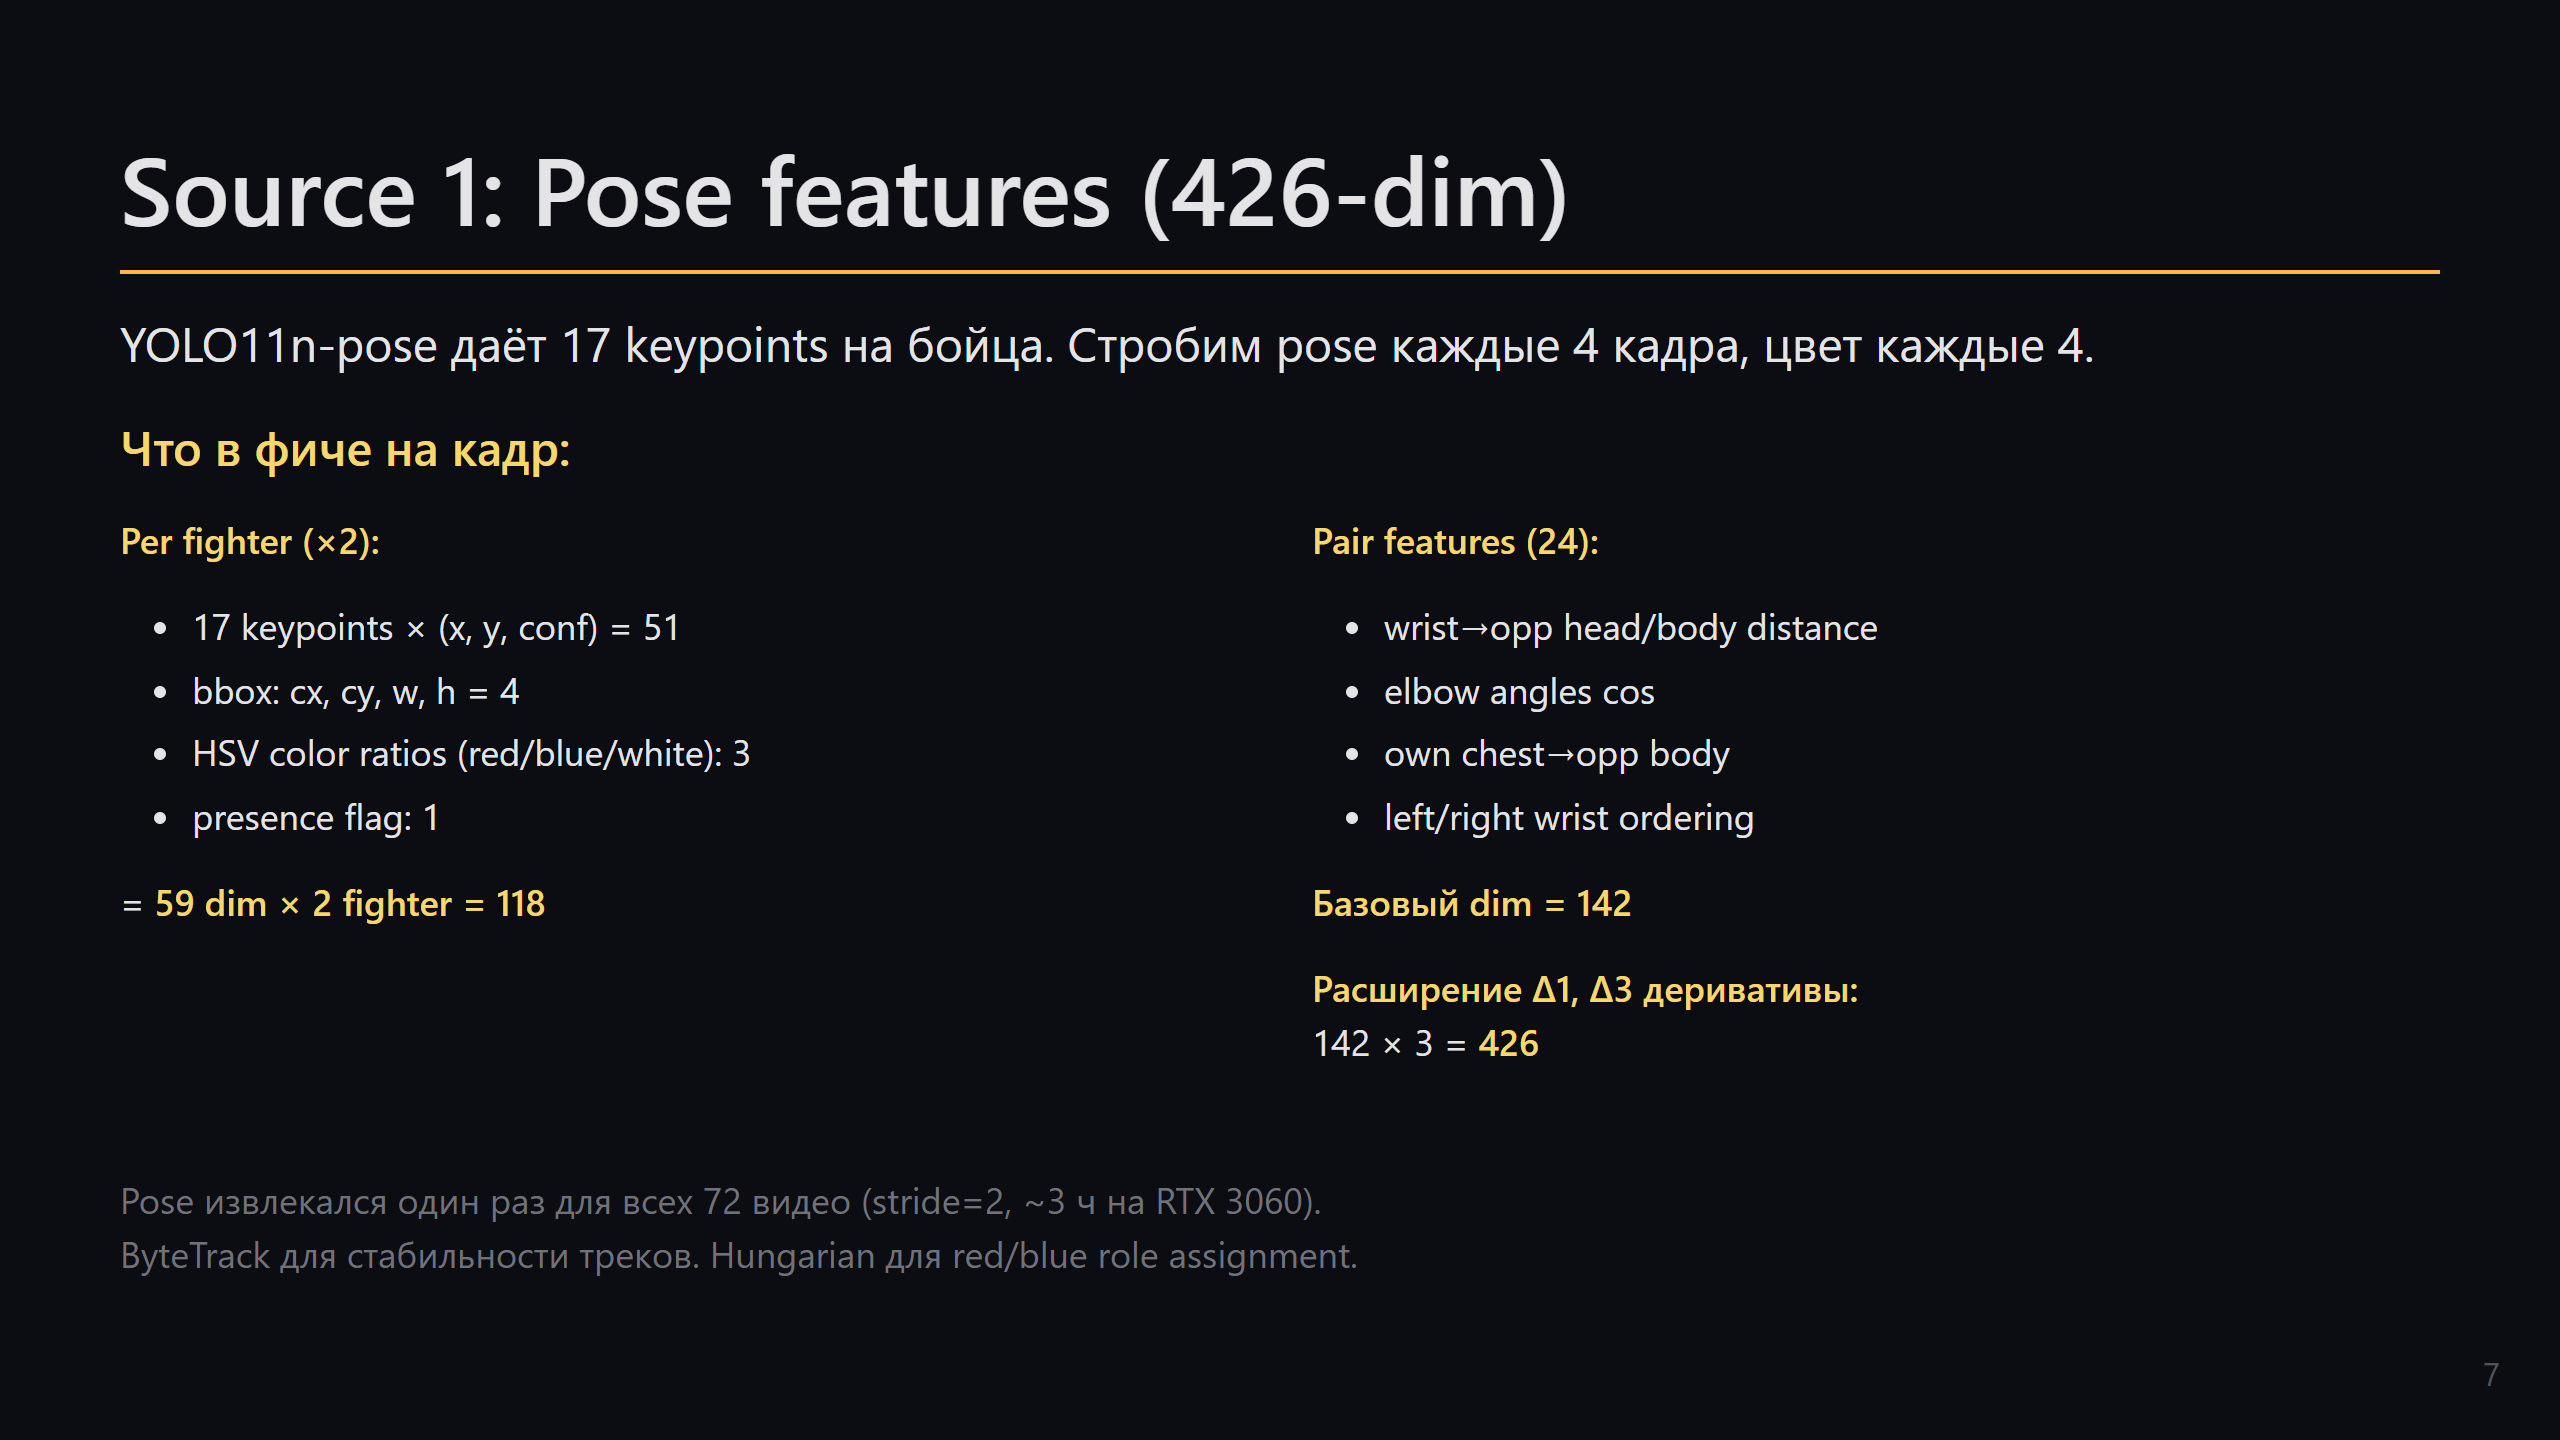 Source 1: Pose features (426-dim)
YOLO11n-pose даёт 17 keypoints на бойца. Стробим pose каждые 4 кадра, цвет каждые 4.
Что в фиче на кадр:
Per fighter (×2):
• 17 keypoints × (x, y, conf) = 51
• bbox: cx, cy, w, h = 4
• HSV color ratios (red/blue/white): 3
• presence flag: 1
= 59 dim × 2 fighter = 118
Pair features (24):
• wrist→opp head/body distance
• elbow angles cos
• own chest→opp body
• left/right wrist ordering
Базовый dim = 142
Расширение Δ1, Δ3 деривативы:
142 × 3 = 426
Pose извлекался один раз для всех 72 видео (stride=2, ~3 ч на RTX 3060).
ByteTrack для стабильности треков. Hungarian для red/blue role assignment.
7